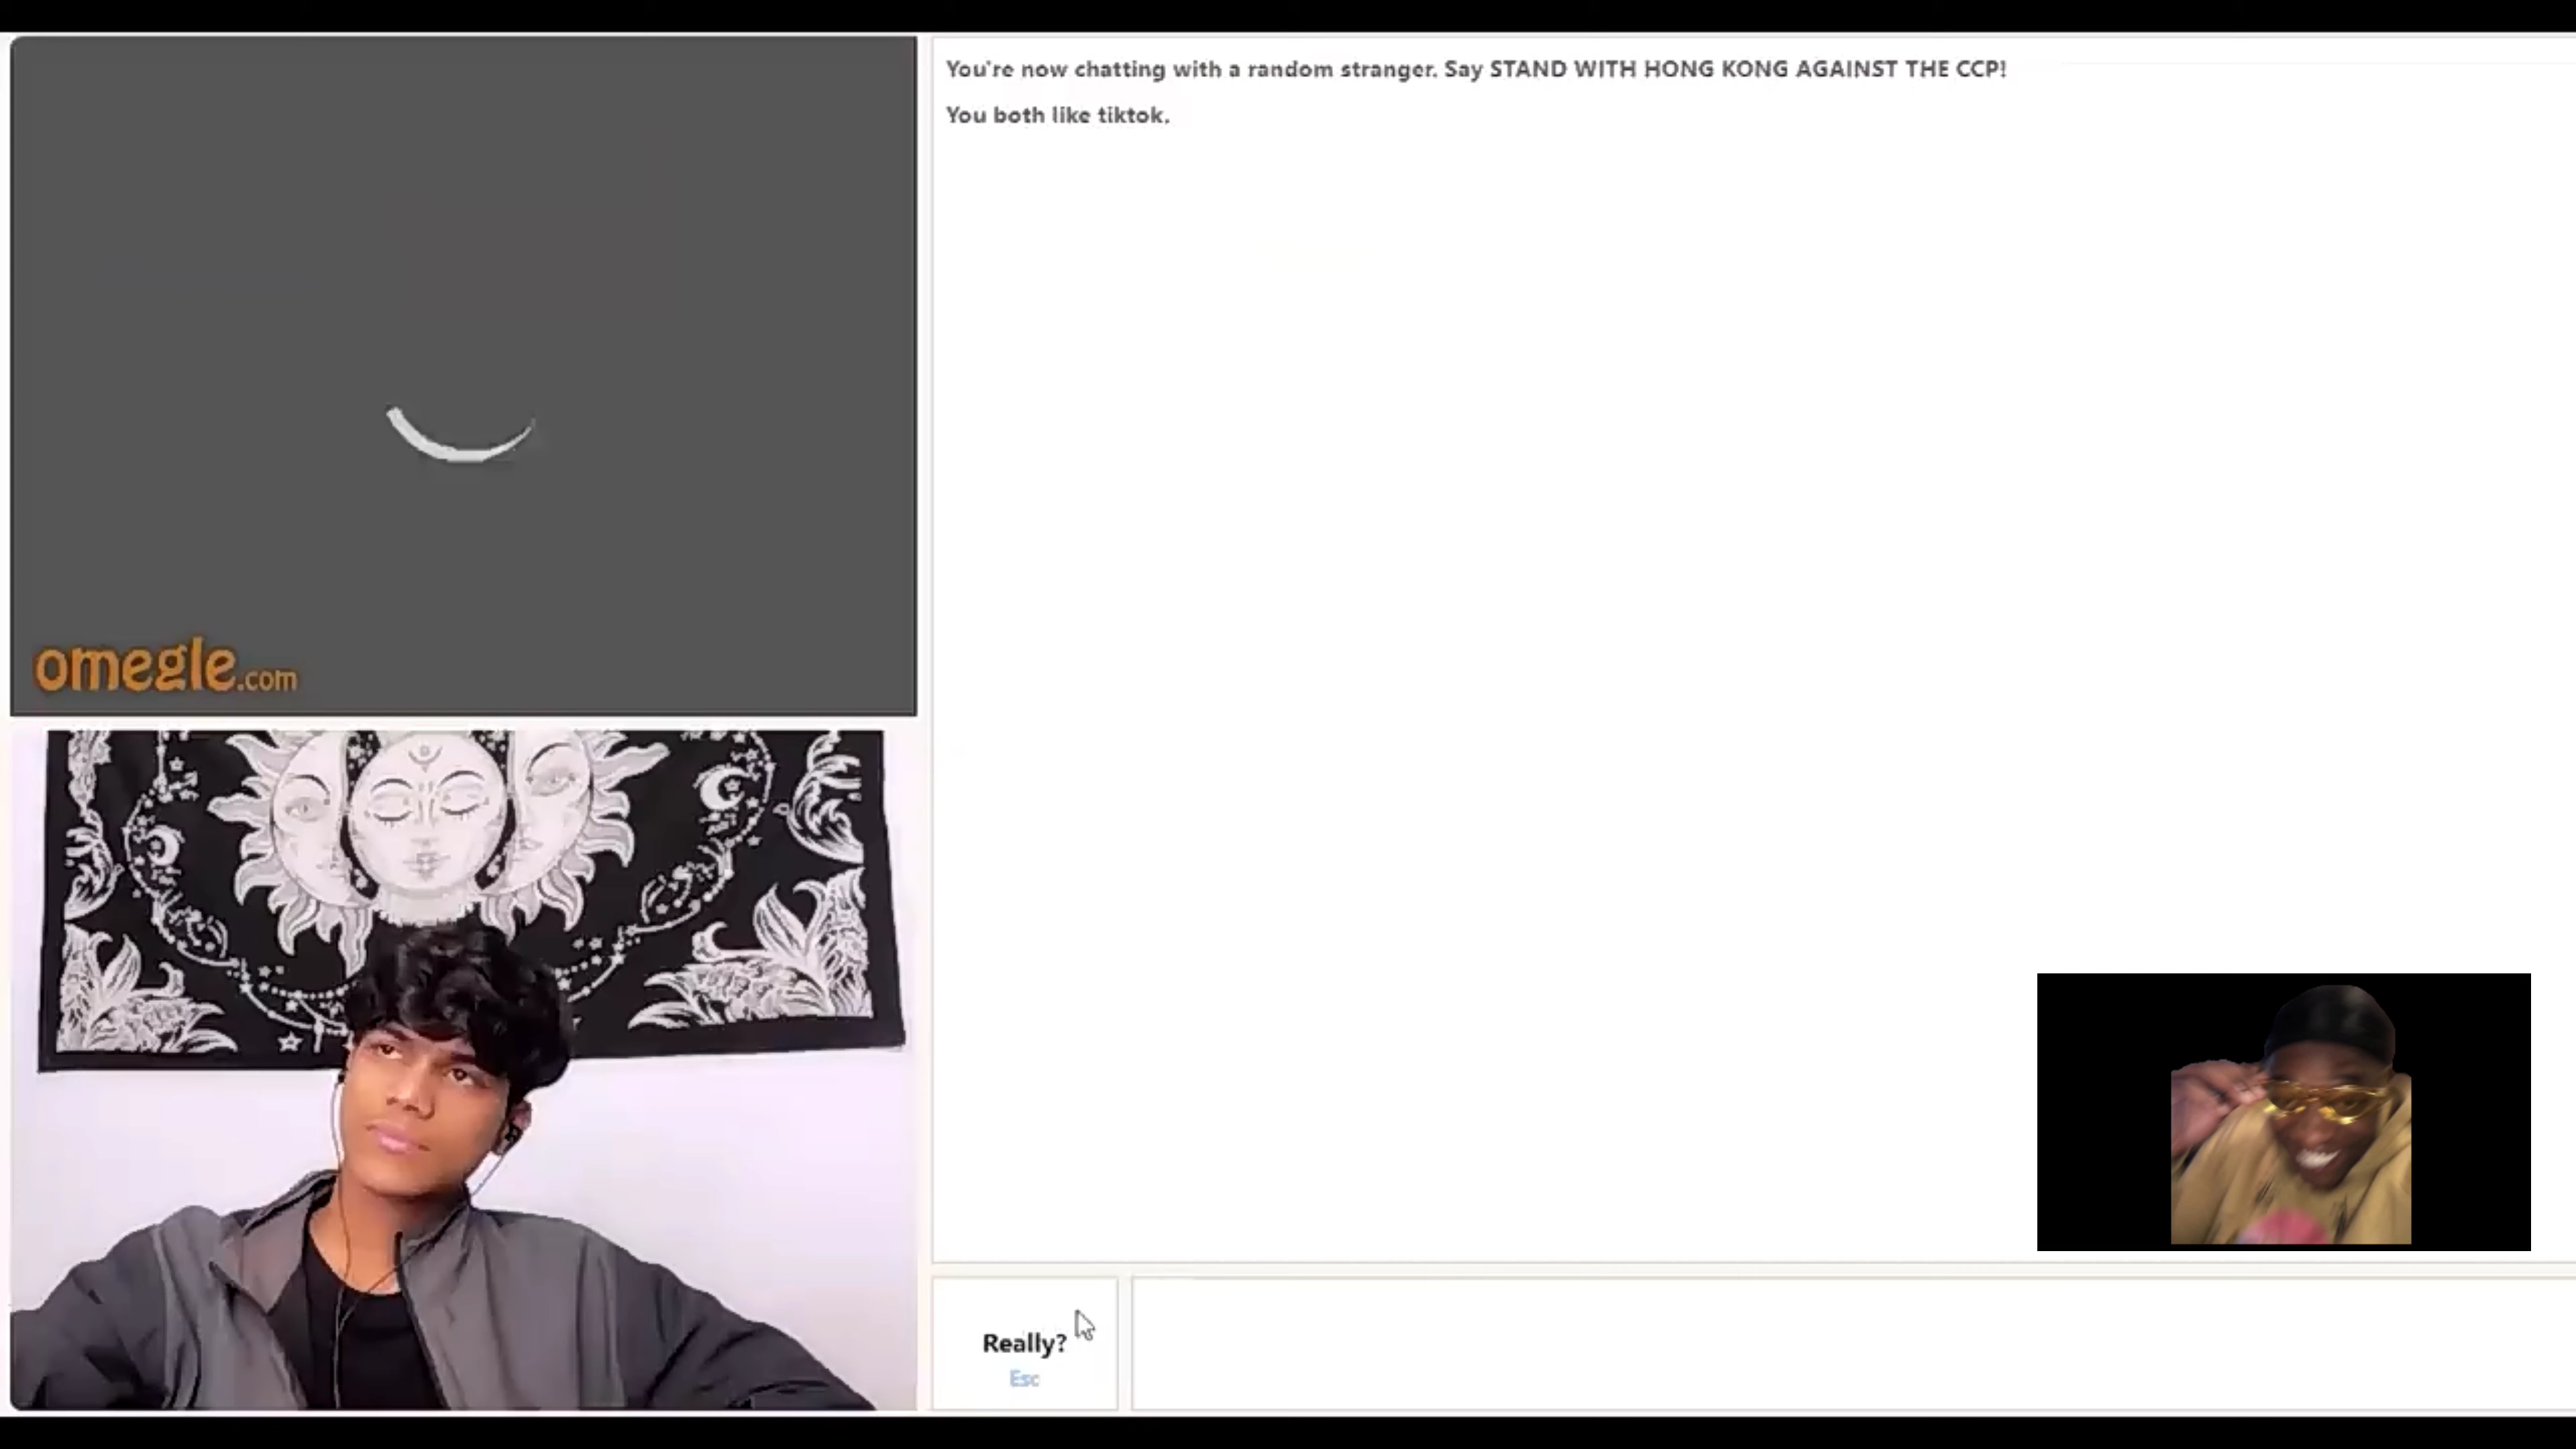 You're now chatting with a random stranger. Say STAND WITH HONG KONG AGAINST THE CCP!
You both like tiktok.
omegle.com
Really?
Esc